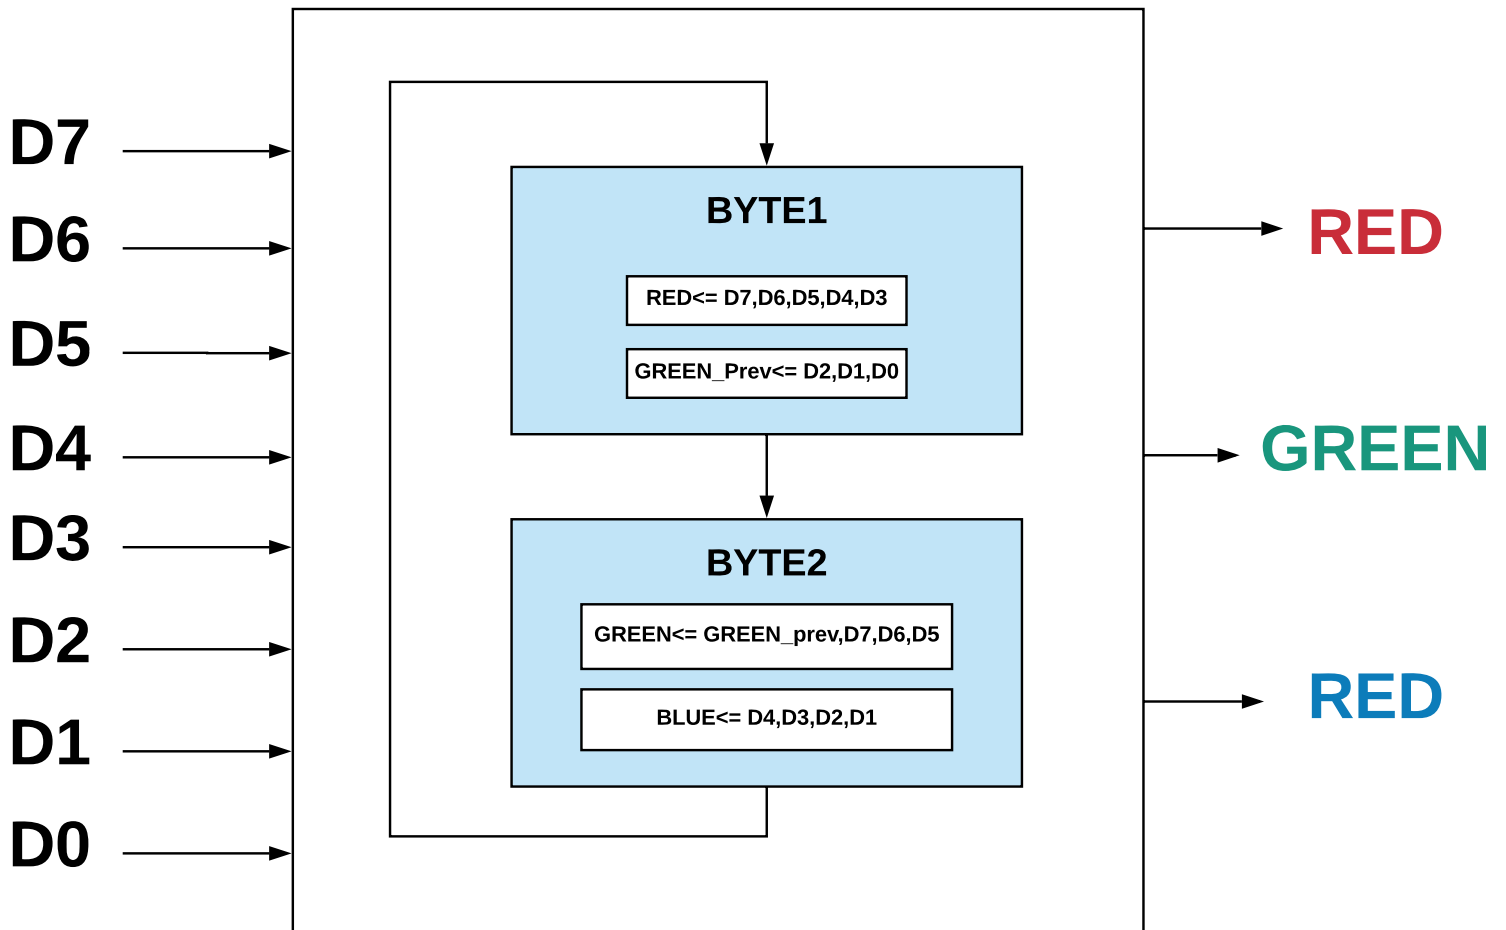 D7
D6
D5
D4
D3
D2
D1
D0
BYTE1
RED<= D7,D6,D5,D4,D3
GREEN_Prev<= D2,D1,D0
BYTE2
GREEN<= GREEN_prev,D7,D6,D5
BLUE<= D4,D3,D2,D1
RED
GREEN
RED